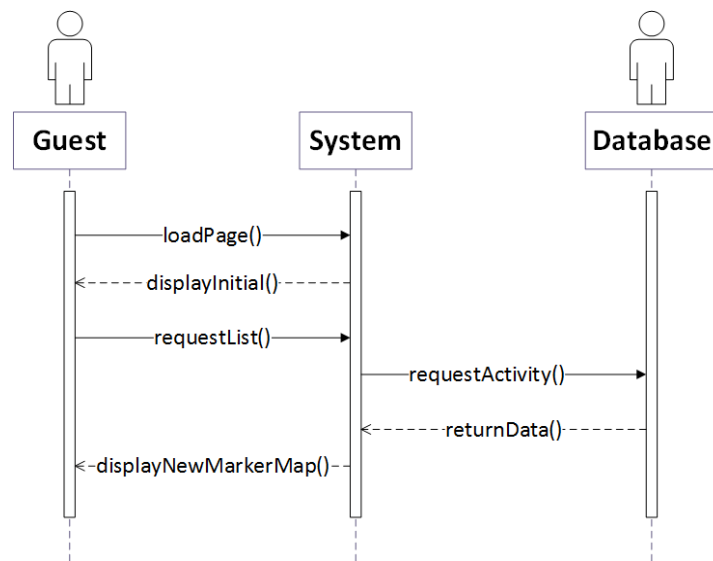 Guest
System
Database
loadPage()
displayInitial()
requestList()
requestActivity()
returnData()
displayNewMarkerMap()